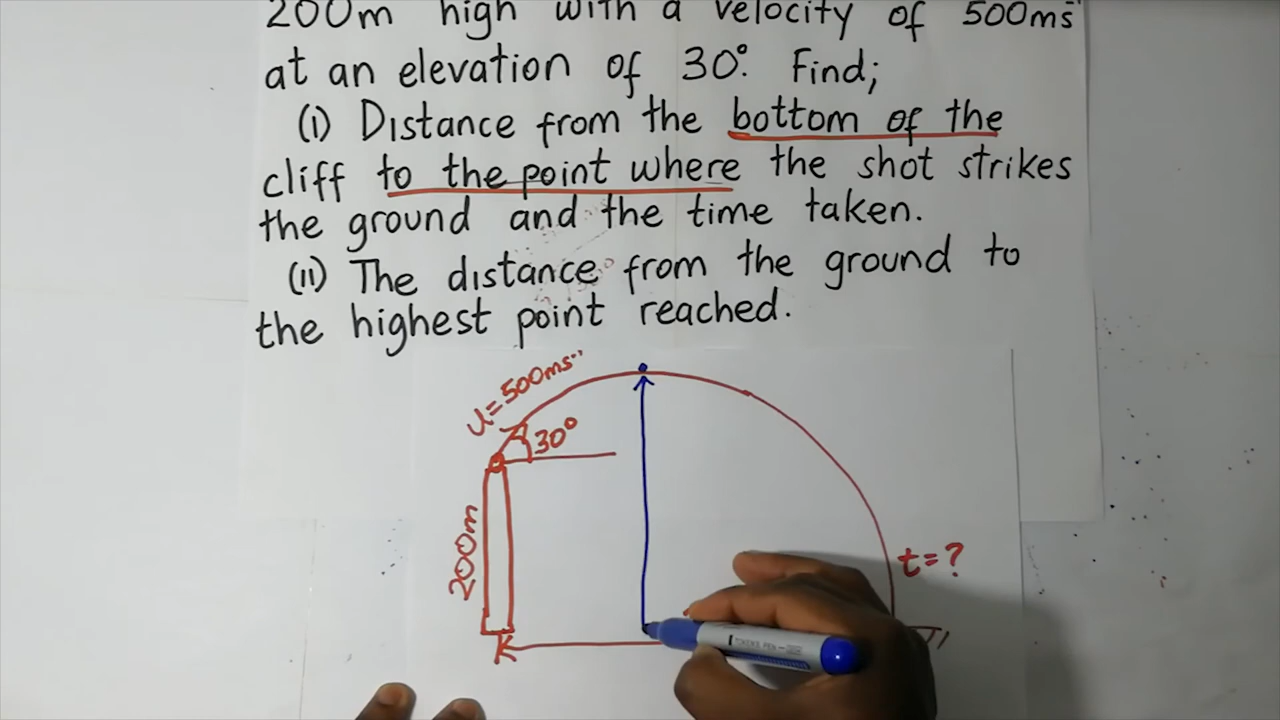 200m high with a velocity of 500ms⁻¹
at an elevation of 30°. Find;
(i) Distance from the bottom of the
cliff to the point where the shot strikes
the ground and the time taken.
(ii) The distance from the ground to
the highest point reached.
U=500ms⁻¹
30°
200m
t=?